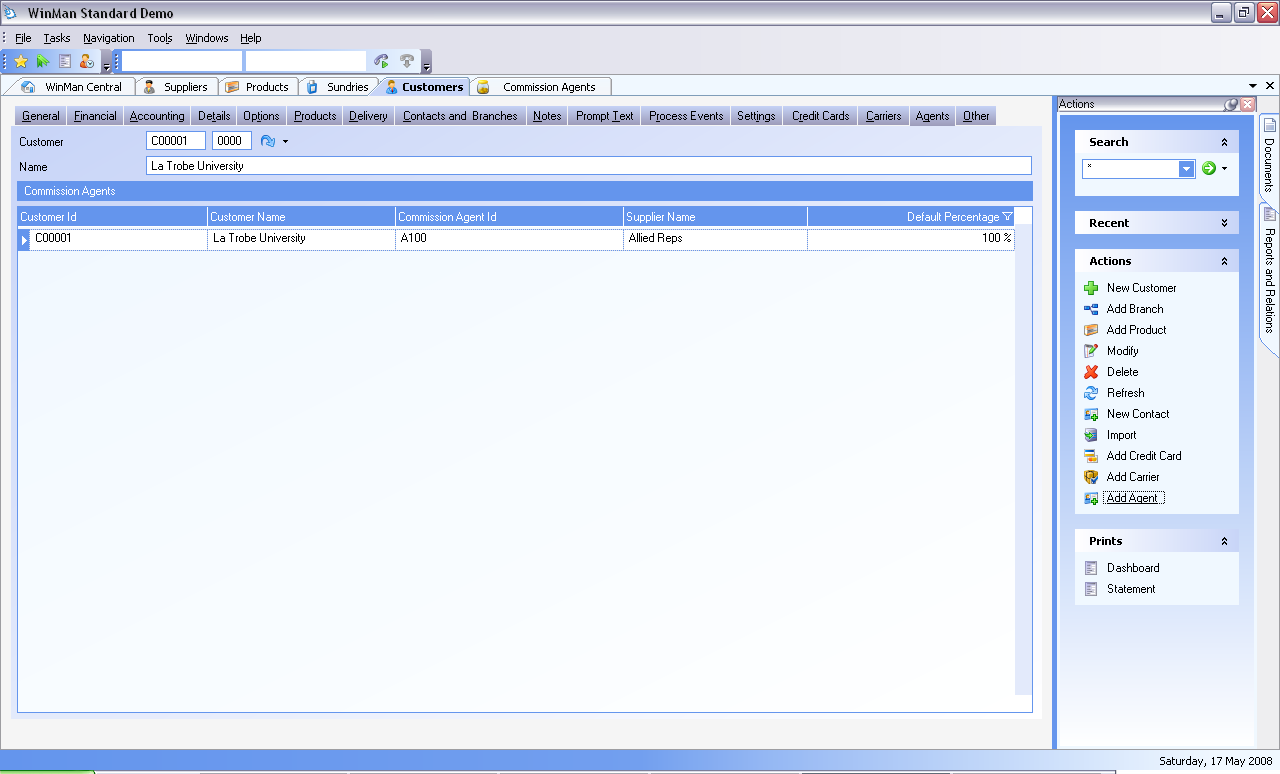 WinMan Standard Demo
File Tasks Navigation Tools Windows Help
WinMan Central Suppliers Products Sundries Customers Commission Agents
General Financial Accounting Details Options Products Delivery Contacts and Branches Notes Prompt Text Process Events Settings Credit Cards Carriers Agents Other
Customer C00001 0000
Name La Trobe University
Commission Agents
Customer Id Customer Name Commission Agent Id Supplier Name Default Percentage
C00001 La Trobe University A100 Allied Reps 100 %
Actions
Search
*
Recent
Actions
New Customer
Add Branch
Add Product
Modify
Delete
Refresh
New Contact
Import
Add Credit Card
Add Carrier
Add Agent
Prints
Dashboard
Statement
Documents
Reports and Relations
Saturday, 17 May 2008